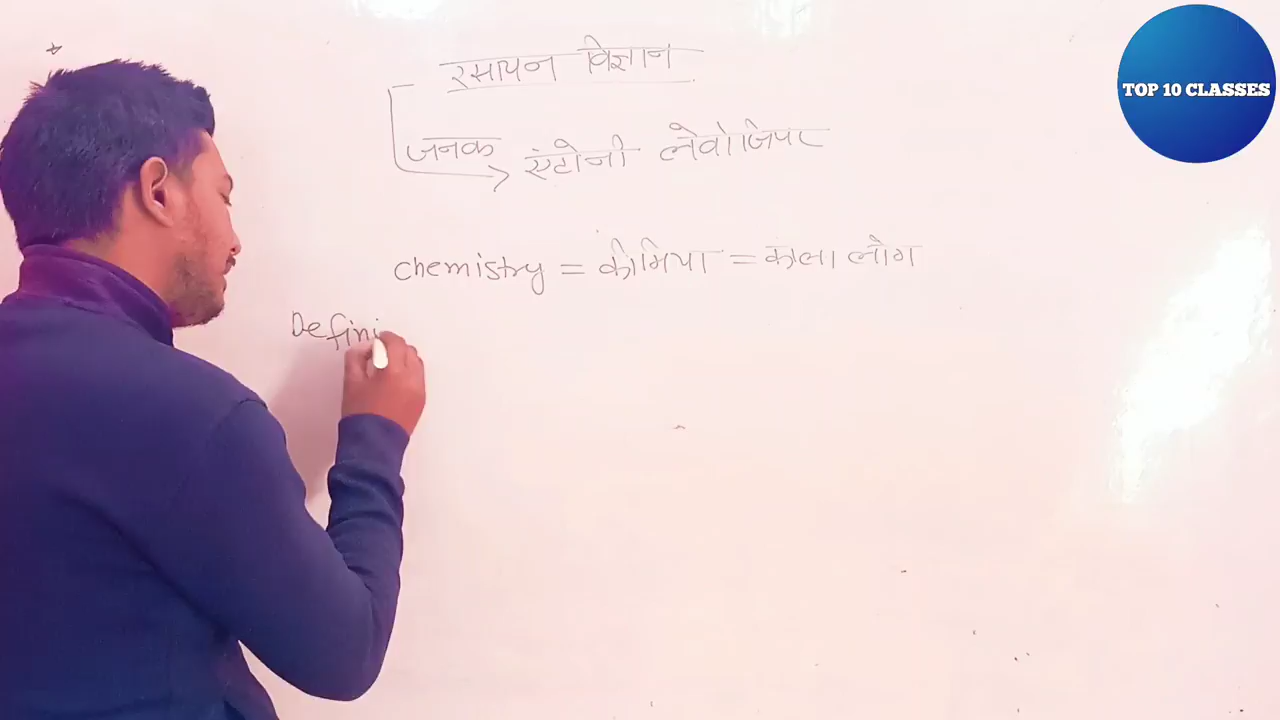 रसायन विज्ञान
जनक एंटोनी लेवोजियर
chemistry = कीमिया = काला लोग
Defini
TOP 10 CLASSES